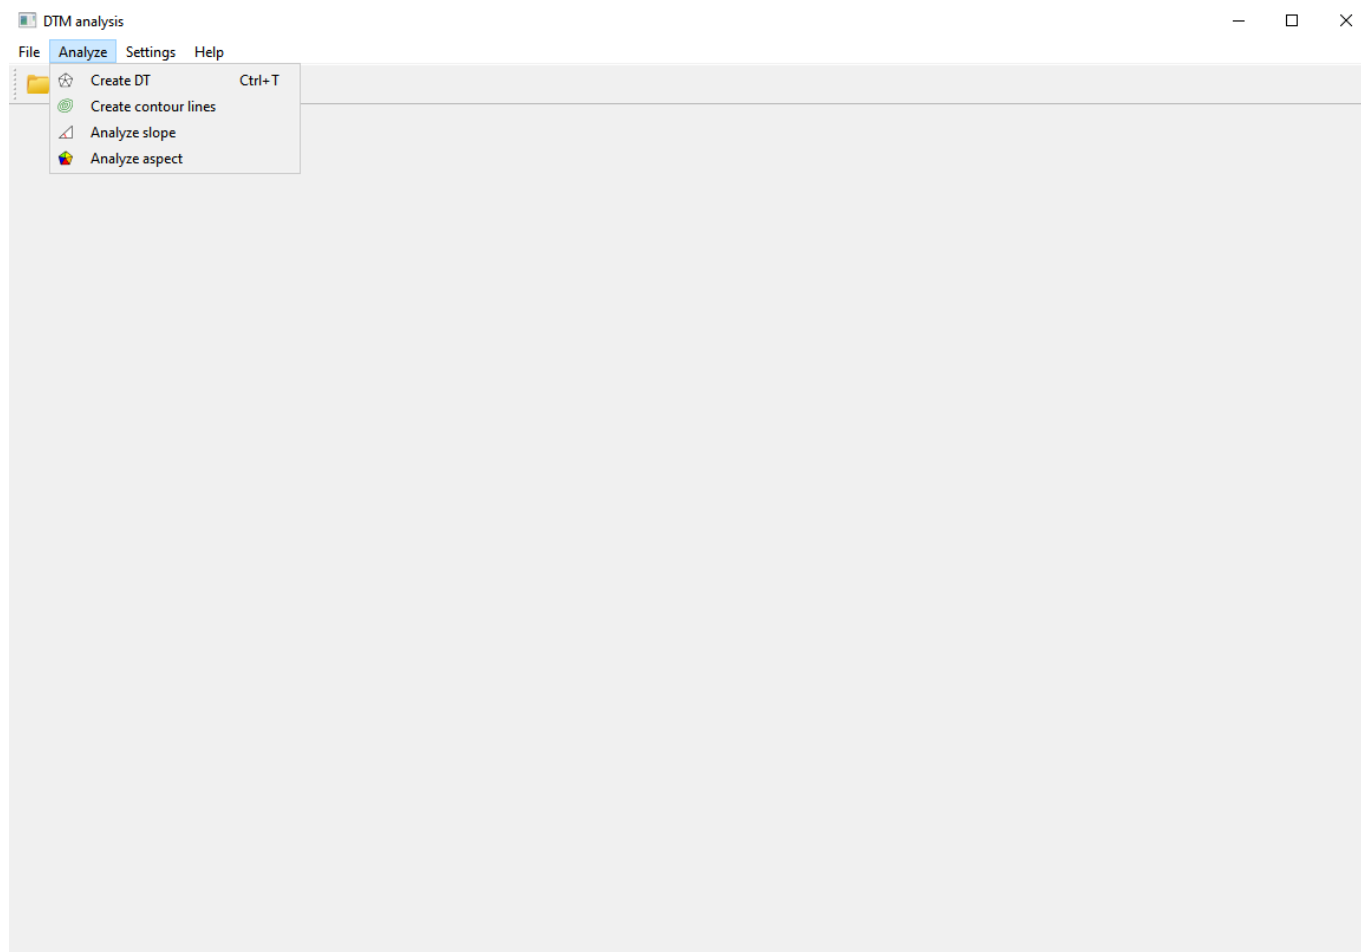 DTM analysis
File Analyze Settings Help
Create DT Ctrl+T
Create contour lines
Analyze slope
Analyze aspect